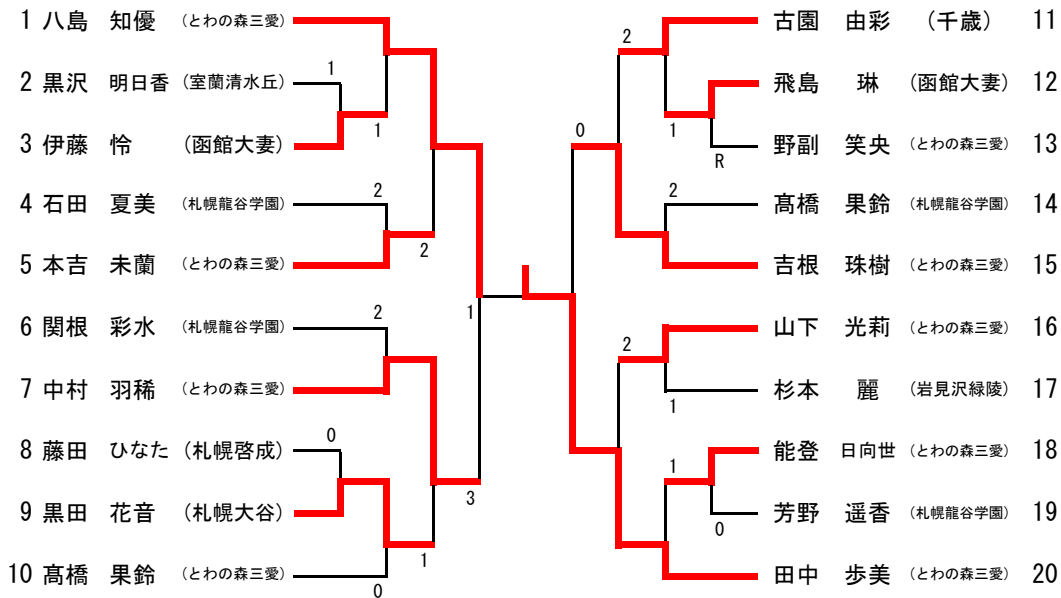 1 八島 知優 (とわの森三愛)
1
2 黒沢 明日香 (室蘭清水丘)
1
3 伊藤 怜 (函館大妻)
2
4 石田 夏美 (札幌龍谷学園)
2
5 本吉 未蘭 (とわの森三愛)
1
2
6 関根 彩水 (札幌龍谷学園)
7 中村 羽稀 (とわの森三愛)
0
8 藤田 ひなた (札幌啓成)
3
9 黒田 花音 (札幌大谷)
1
10 髙橋 果鈴 (とわの森三愛)
0
古園 由彩 (千歳) 11
2
飛島 琳 (函館大妻) 12
0
1
野副 笑央 (とわの森三愛) 13
R
2
髙橋 果鈴 (札幌龍谷学園) 14
吉根 珠樹 (とわの森三愛) 15
山下 光莉 (とわの森三愛) 16
2
杉本 麗 (岩見沢緑陵) 17
1
能登 日向世 (とわの森三愛) 18
1
芳野 遥香 (札幌龍谷学園) 19
0
田中 歩美 (とわの森三愛) 20